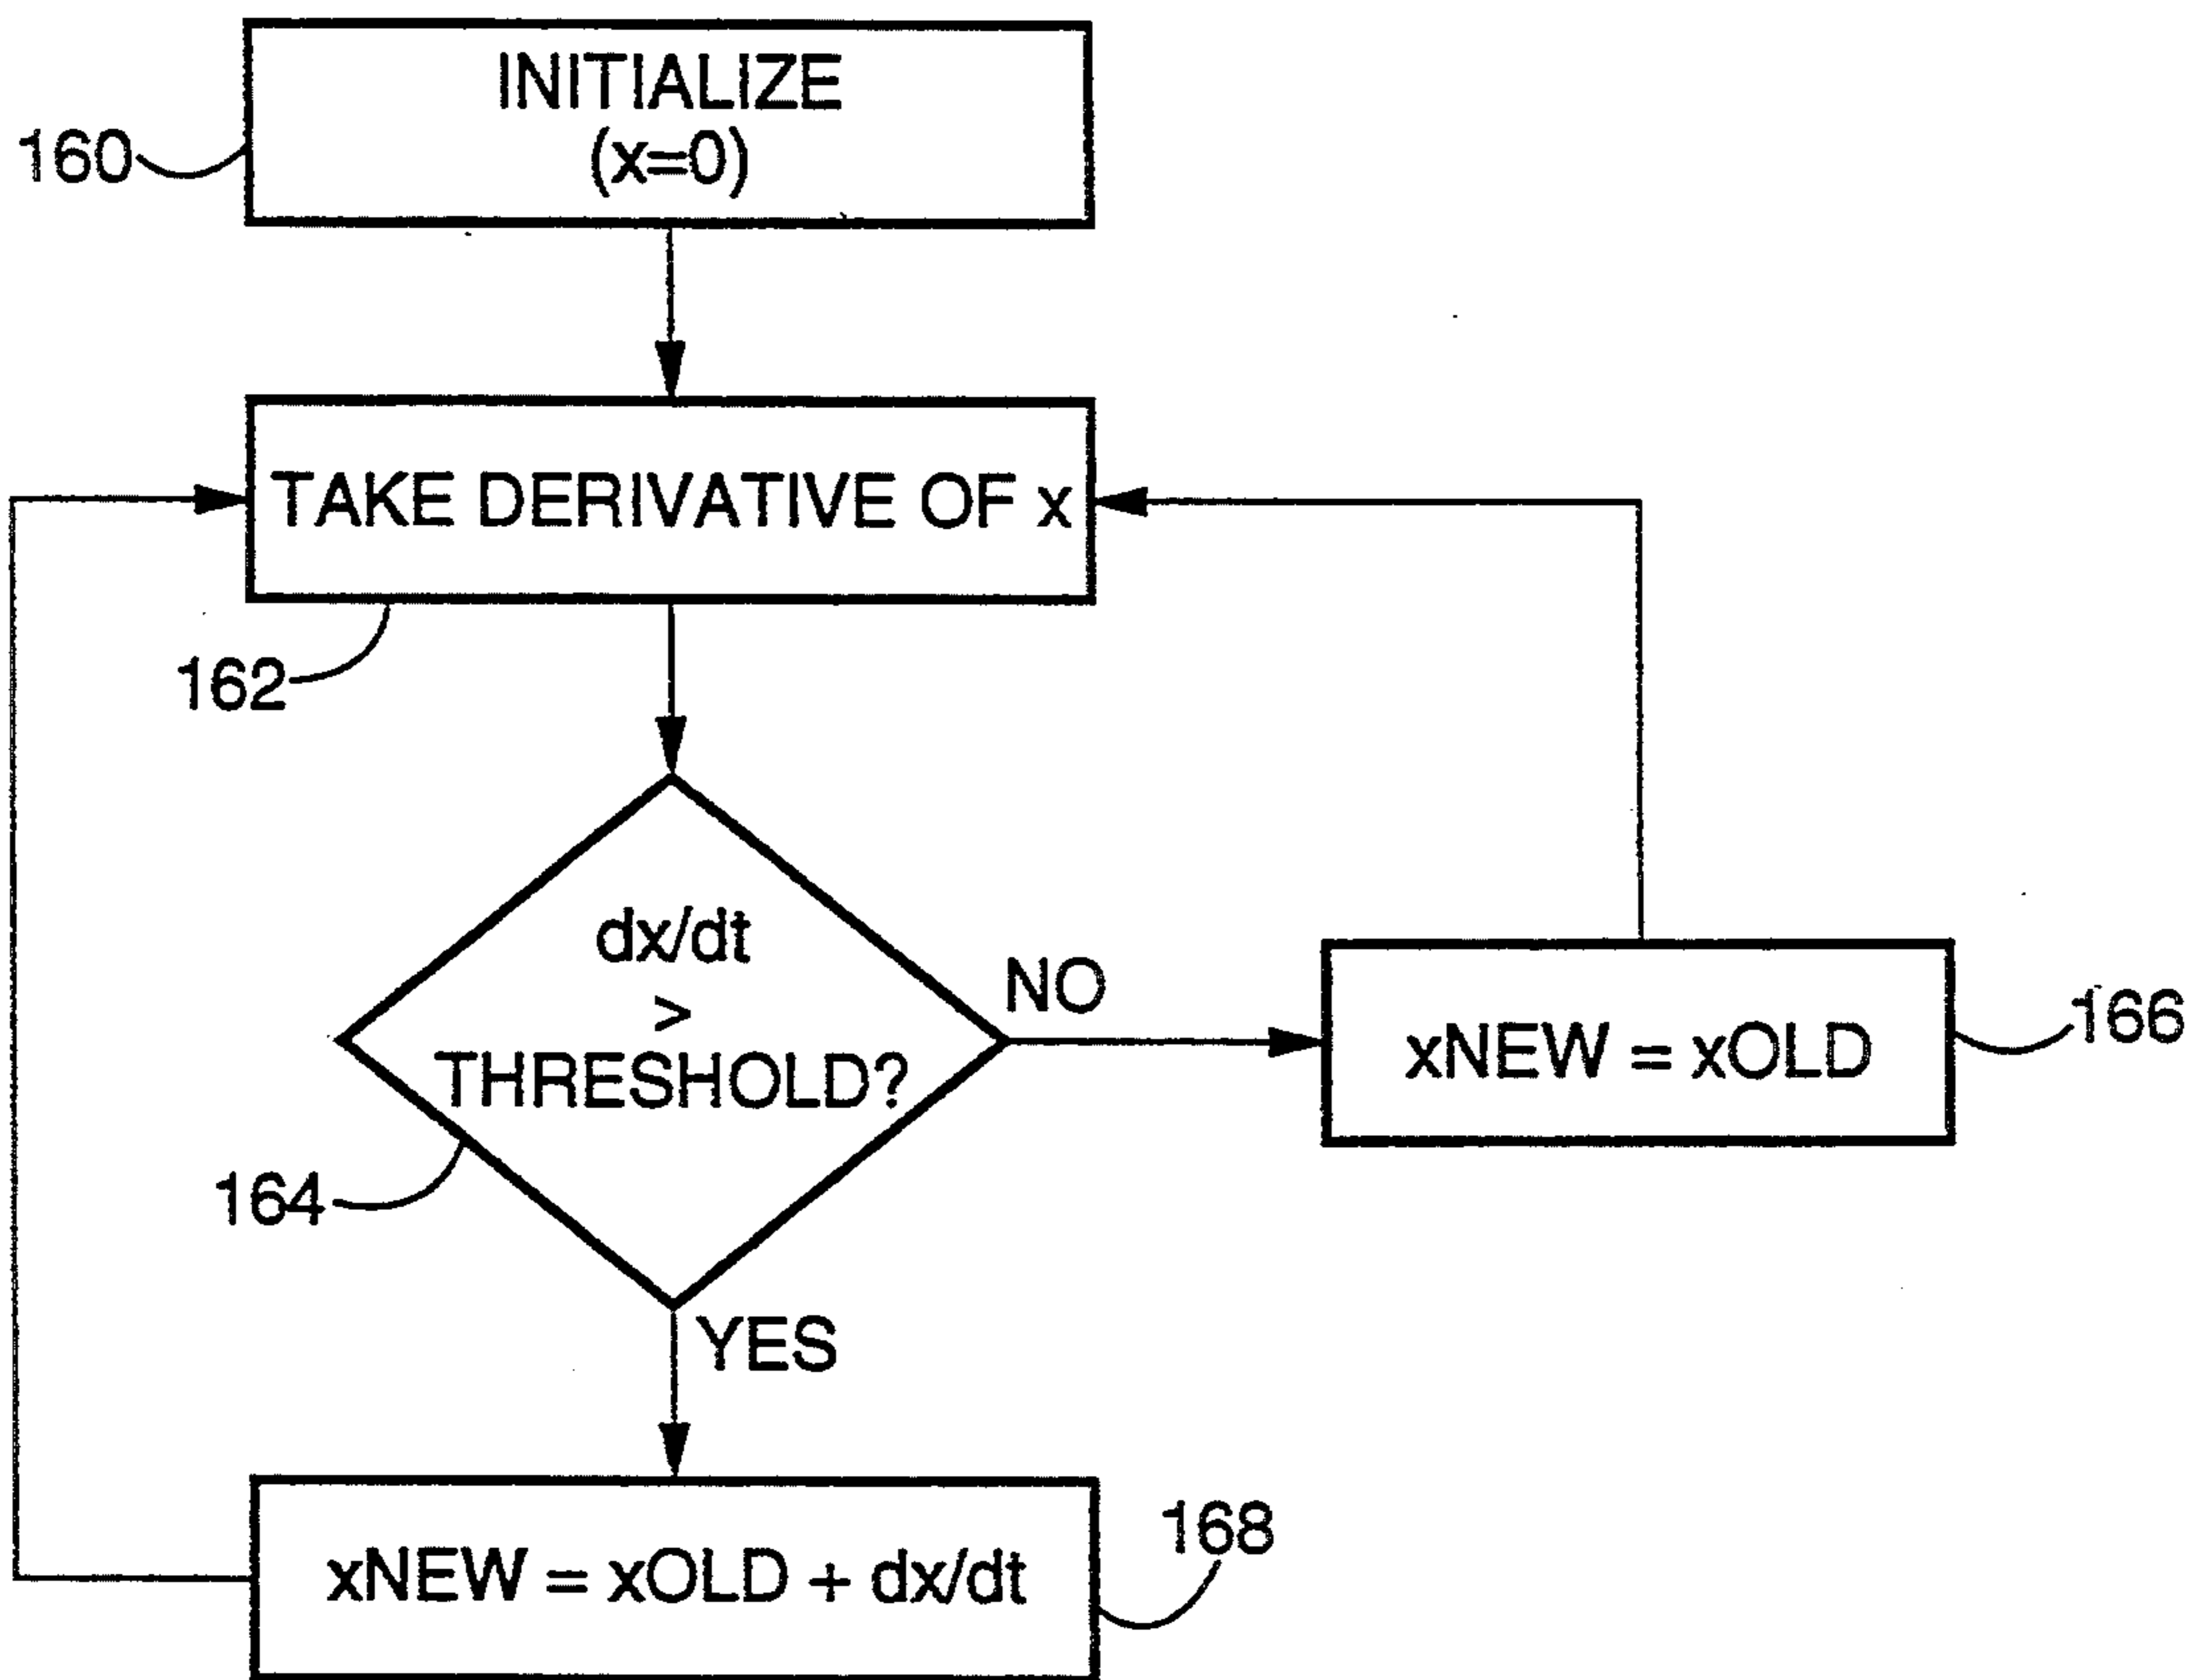 INITIALIZE
(x=0)
160
TAKE DERIVATIVE OF x
162
dx/dt
>
THRESHOLD?
NO
xNEW = xOLD
166
164
YES
168
xNEW = xOLD + dx/dt